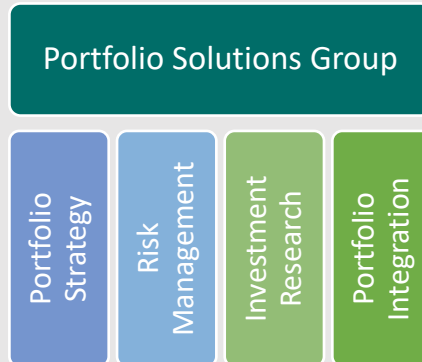 Portfolio Solutions Group
Portfolio
Strategy
Risk
Management
Investment
Research
Portfolio
Integration